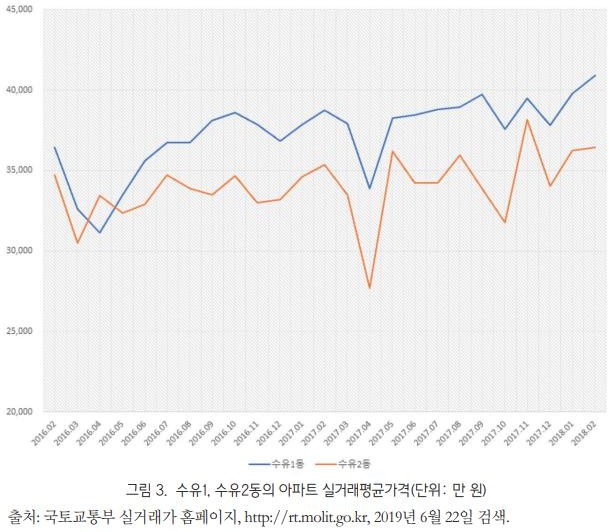 45,000
40,000
35,000
30,000
25,000
20,000
2016.02 2016.03 2016.04 2016.05 2016.06 2016.07 2016.08 2016.09 2016.10 2016.11 2016.12 2017.01 2017.02 2017.03 2017.04 2017.05 2017.06 2017.07 2017.08 2017.09 2017.10 2017.11 2017.12 2018.01 2018.02
수유1동 수유2동
그림 3. 수유1, 수유2동의 아파트 실거래평균가격(단위: 만 원)
출처: 국토교통부 실거래가 홈페이지, http://rt.molit.go.kr, 2019년 6월 22일 검색.